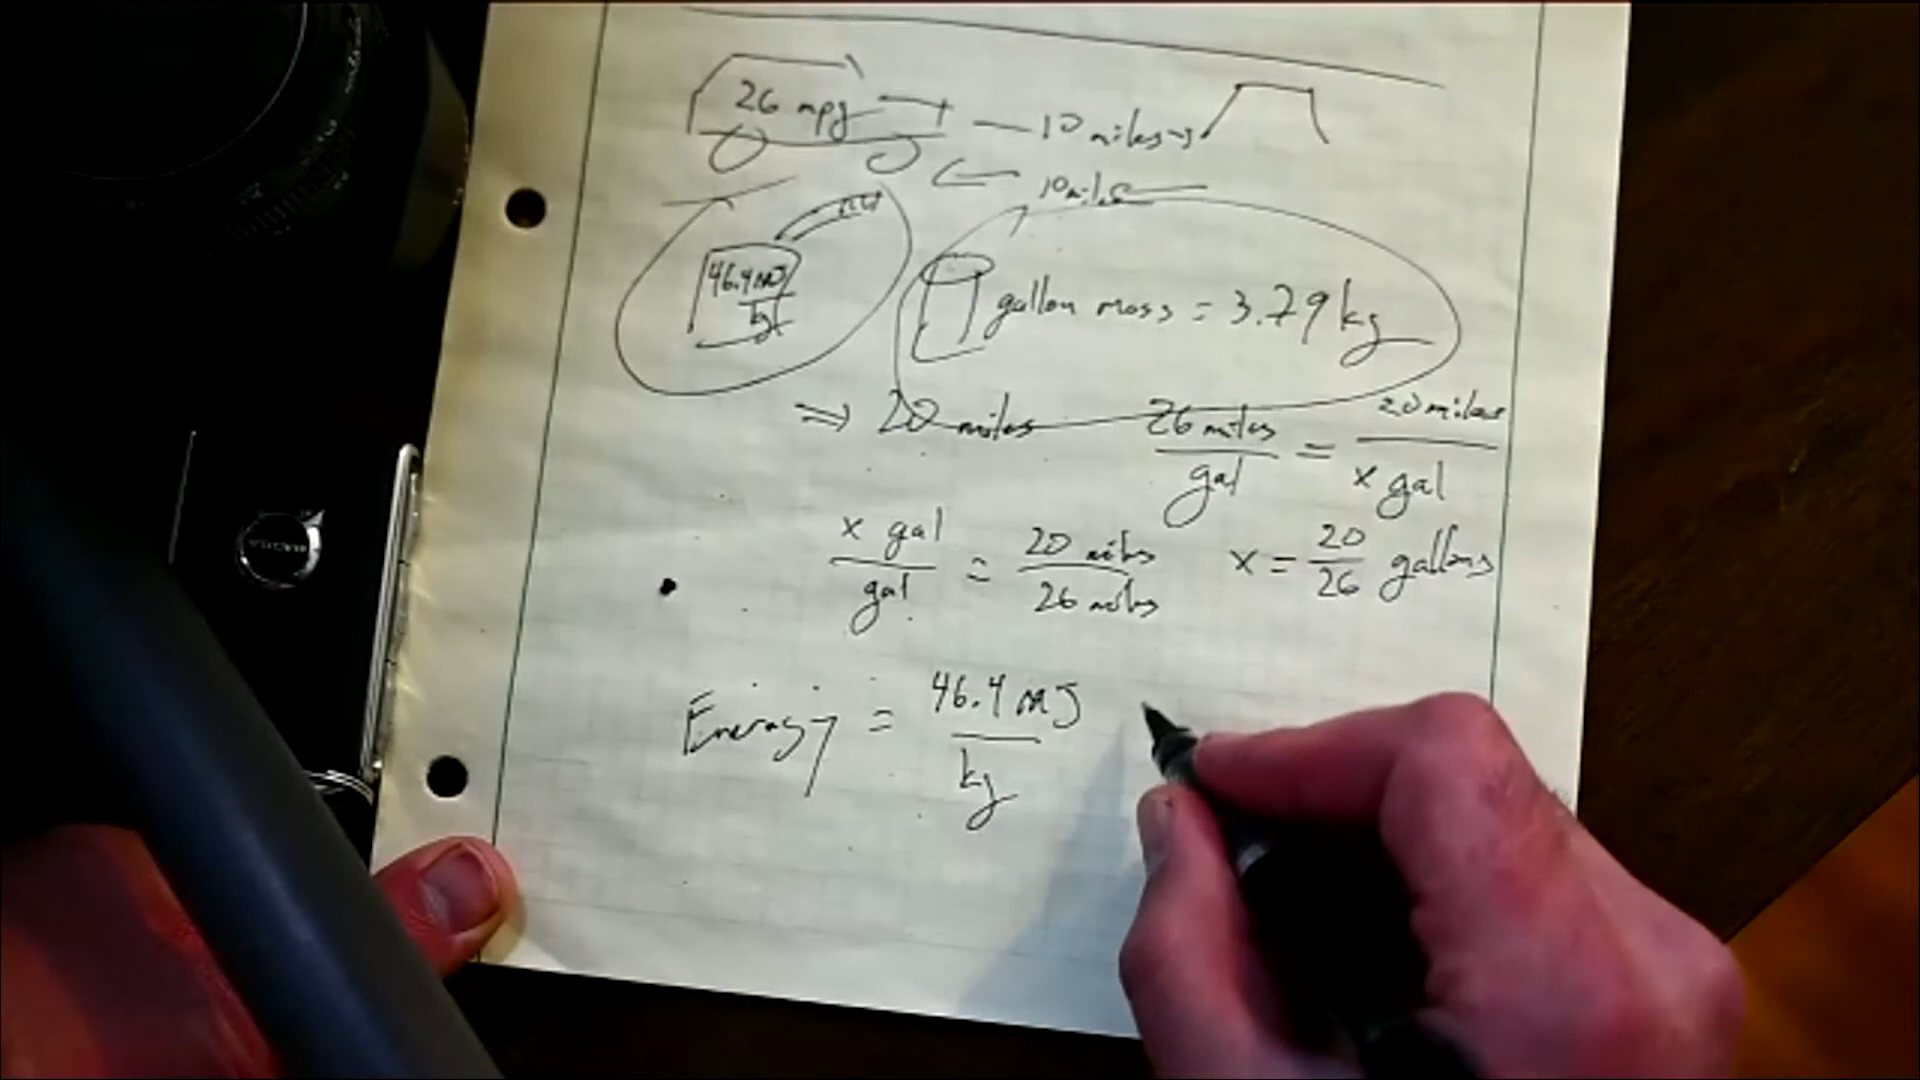 26 mpg
10 miles →
← 10 miles
46.4 MJ
kg
gallon mass = 3.79 kg
⇒ 20 miles
26 miles / gal = 20 miles / x gal
x gal / gal = 20 miles / 26 miles
x = 20/26 gallons
Energy = 46.4 MJ / kg